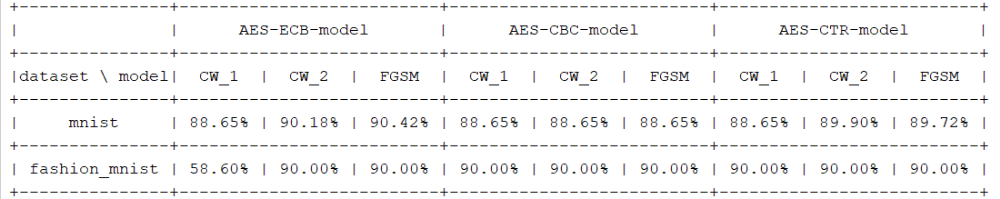 AES-ECB-model | AES-CBC-model | AES-CTR-model
dataset \ model | CW_1 | CW_2 | FGSM | CW_1 | CW_2 | FGSM | CW_1 | CW_2 | FGSM
mnist | 88.65% | 90.18% | 90.42% | 88.65% | 88.65% | 88.65% | 88.65% | 89.90% | 89.72%
fashion_mnist | 58.60% | 90.00% | 90.00% | 90.00% | 90.00% | 90.00% | 90.00% | 90.00% | 90.00%